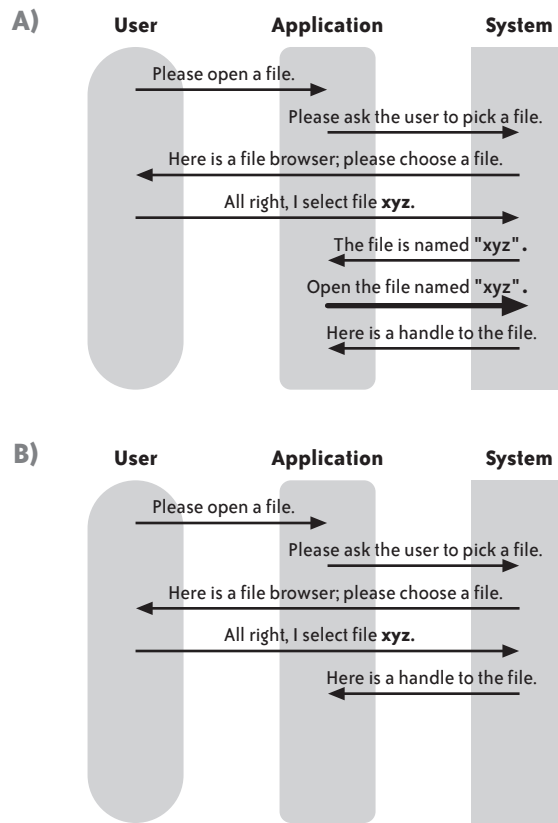 A)
User Application System
Please open a file.
Please ask the user to pick a file.
Here is a file browser; please choose a file.
All right, I select file xyz.
The file is named "xyz".
Open the file named "xyz".
Here is a handle to the file.
B)
User Application System
Please open a file.
Please ask the user to pick a file.
Here is a file browser; please choose a file.
All right, I select file xyz.
Here is a handle to the file.